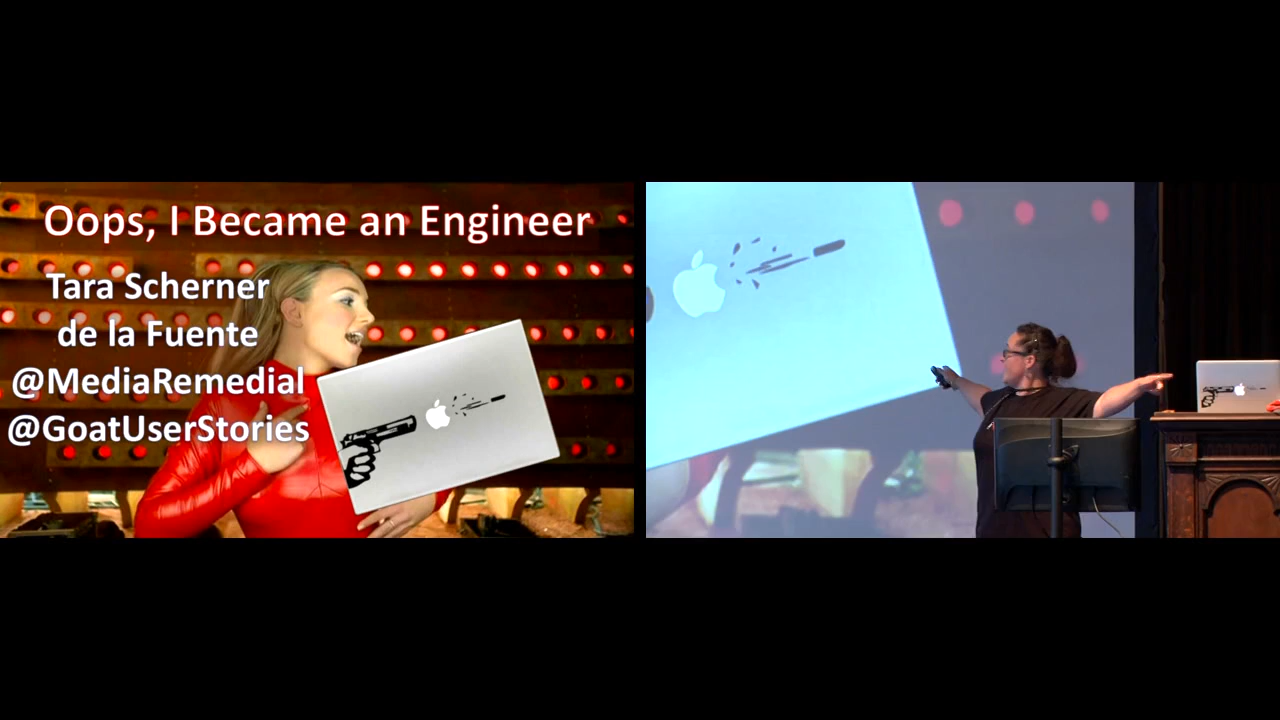 Oops, I Became an Engineer
Tara Scherner
de la Fuente
@MediaRemedial
@GoatUserStories